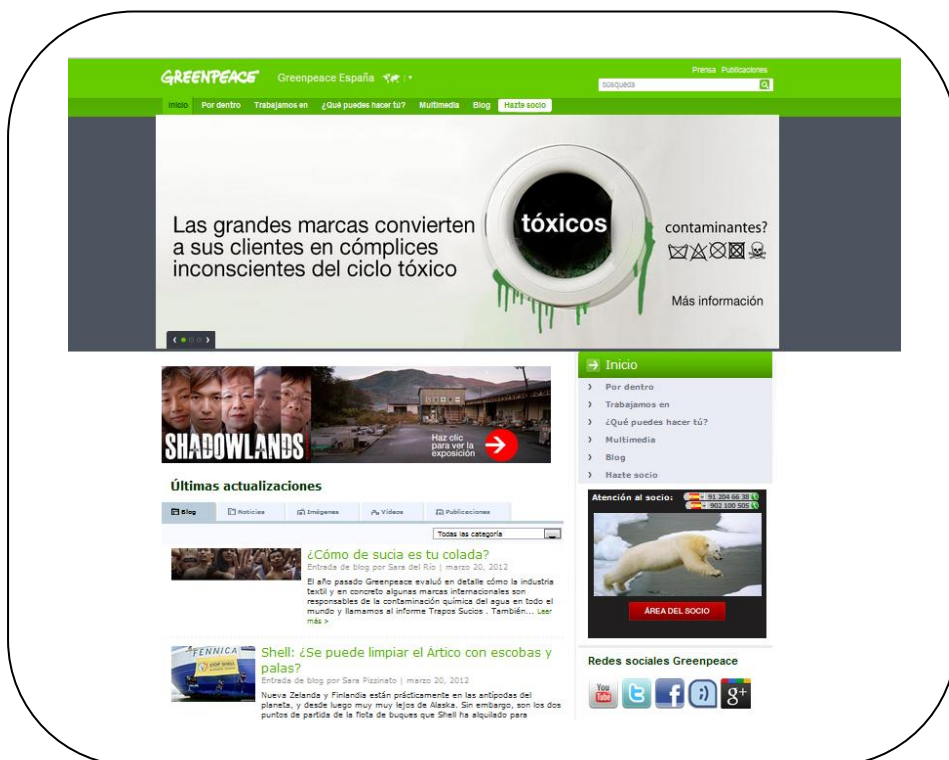 GREENPEACE Greenpeace España
Prensa Publicaciones
búsqueda
Inicio Por dentro Trabajamos en ¿Qué puedes hacer tú? Multimedia Blog Hazte socio
Las grandes marcas convierten
a sus clientes en cómplices
inconscientes del ciclo tóxico
tóxicos
contaminantes?
Más información
SHADOWLANDS
Haz clic
para ver la
exposición
Inicio
Por dentro
Trabajamos en
¿Qué puedes hacer tú?
Multimedia
Blog
Hazte socio
Últimas actualizaciones
Blog Noticias Imágenes Vídeos Publicaciones
Todas las categoría
¿Cómo de sucia es tu colada?
Entrada de blog por Sara del Río | marzo 20, 2012
El año pasado Greenpeace evaluó en detalle cómo la industria
textil y en concreto algunas marcas internacionales son
responsables de la contaminación química del agua en todo el
mundo y llamamos al informe Trapos Sucios . También... Leer
más >
FENNICA
STOP SHELL
Shell: ¿Se puede limpiar el Ártico con escobas y
palas?
Entrada de blog por Sara Pizzinato | marzo 20, 2012
Nueva Zelanda y Finlandia están prácticamente en las antípodas del
planeta, y desde luego muy muy lejos de Alaska. Sin embargo, son los dos
puntos de partida de la flota de buques que Shell ha alquilado para
Atención al socio: 91 204 66 38
902 100 505
ÁREA DEL SOCIO
Redes sociales Greenpeace
You Tube
t f ;) g+